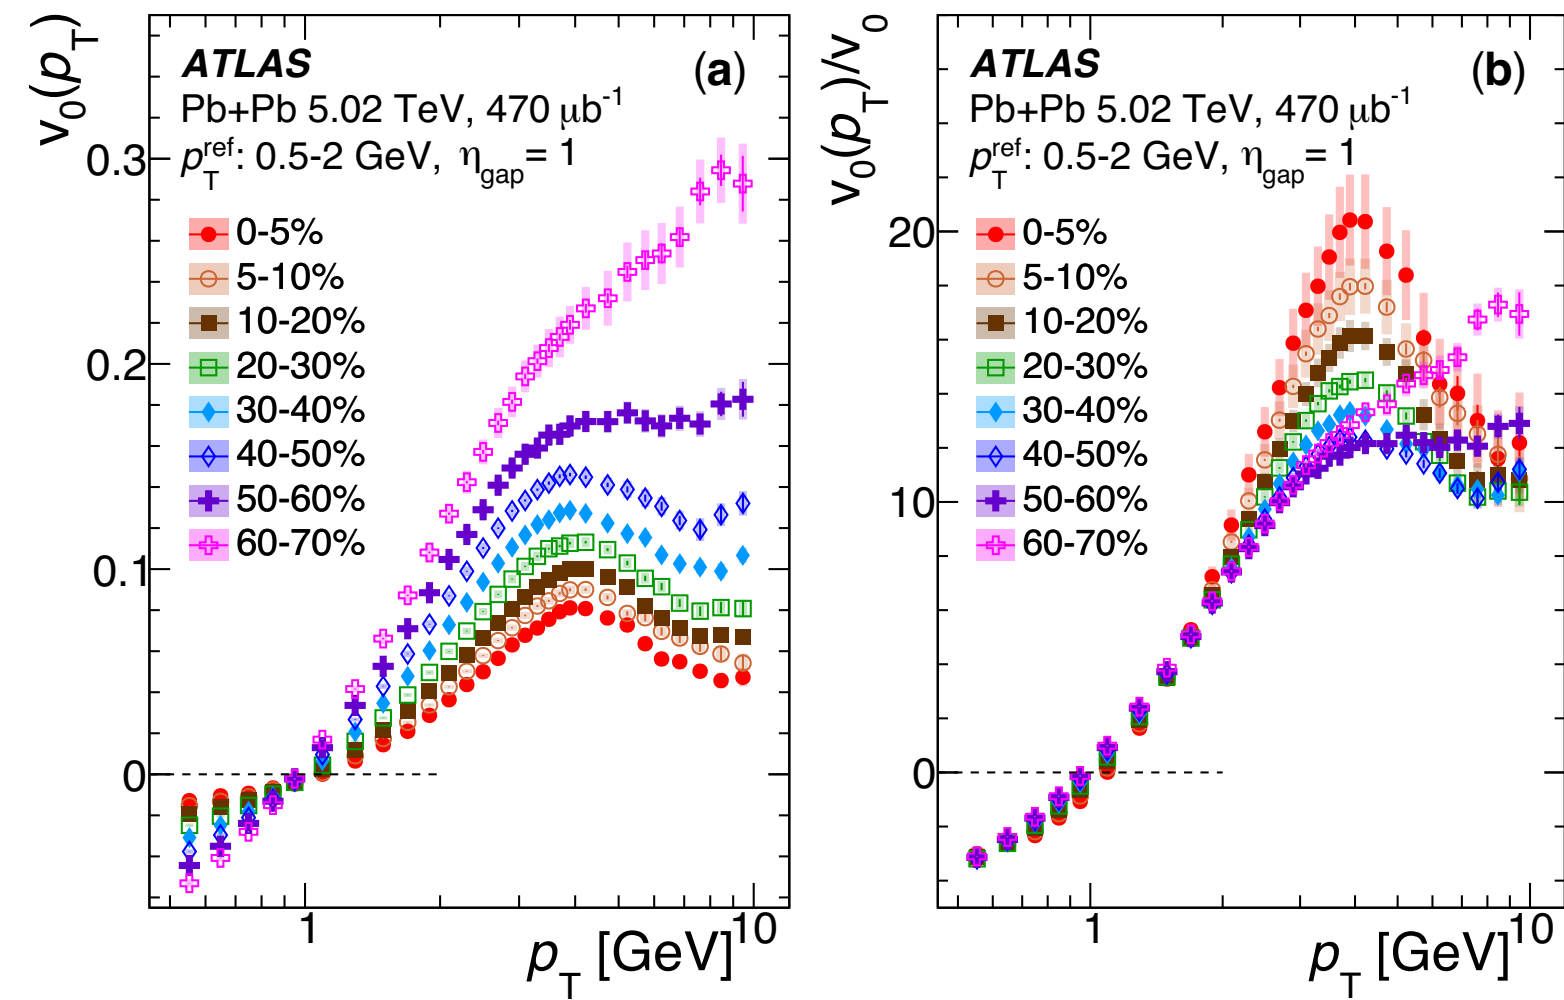 v0(pT)
ATLAS
(a)
Pb+Pb 5.02 TeV, 470 μb-1
pTref: 0.5-2 GeV, ηgap= 1
0-5%
5-10%
10-20%
20-30%
30-40%
40-50%
50-60%
60-70%
0.3
0.2
0.1
0
1
10
pT [GeV]
v0(pT)/v0
ATLAS
(b)
Pb+Pb 5.02 TeV, 470 μb-1
pTref: 0.5-2 GeV, ηgap= 1
0-5%
5-10%
10-20%
20-30%
30-40%
40-50%
50-60%
60-70%
20
10
0
1
10
pT [GeV]